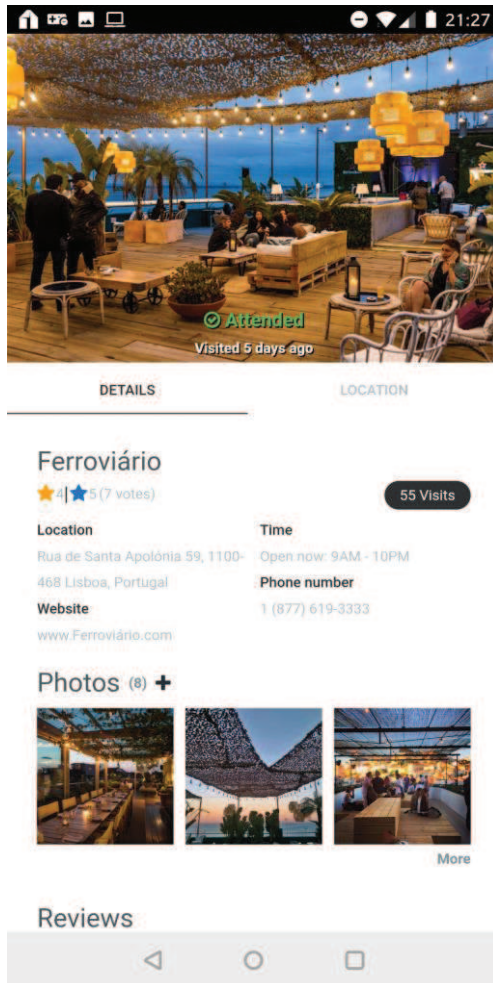 21:27
Attended
Visited 5 days ago
DETAILS
LOCATION
Ferroviário
4|5 (7 votes)
55 Visits
Location
Rua de Santa Apolónia 59, 1100-
468 Lisboa, Portugal
Website
www.Ferroviário.com
Time
Open now: 9AM - 10PM
Phone number
1 (877) 619-3333
Photos (8) +
More
Reviews